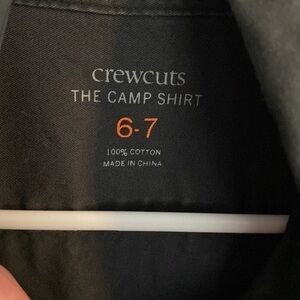 crewcuts
THE CAMP SHIRT
6-7
100% COTTON
MADE IN CHINA